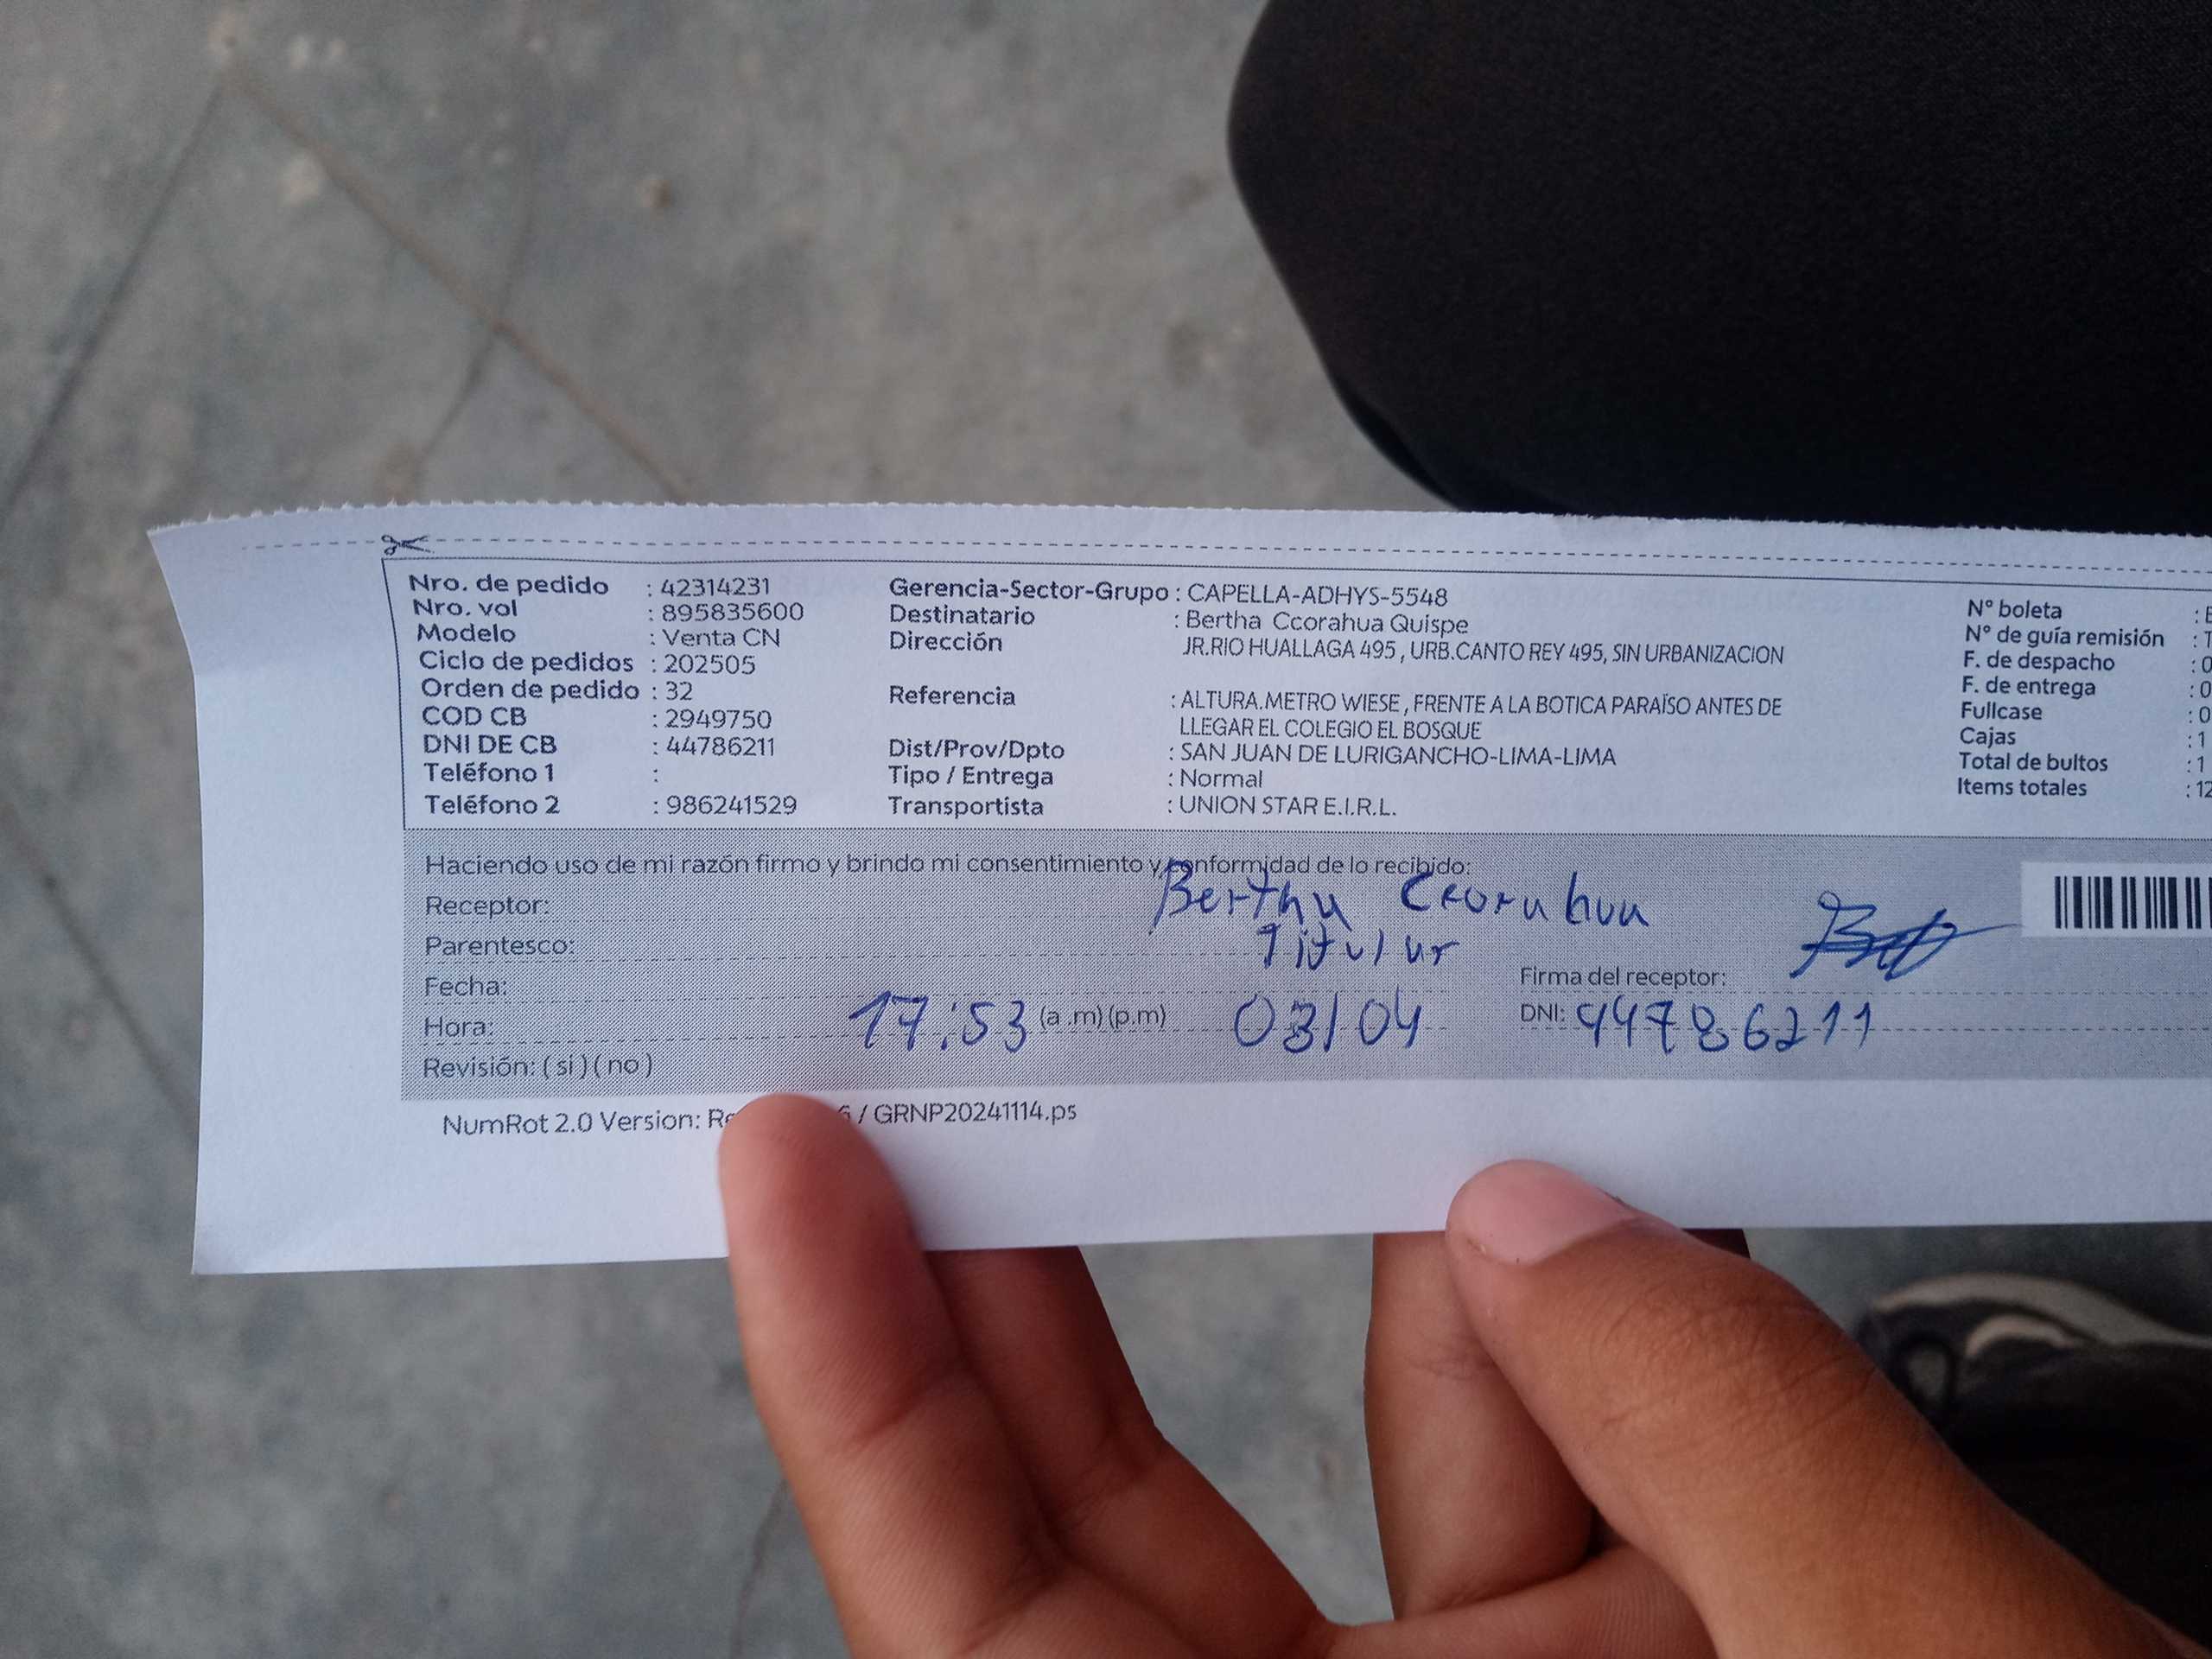 Nro. de pedido : 42314231
Nro. vol : 895835600
Modelo : Venta CN
Ciclo de pedidos : 202505
Orden de pedido : 32
COD CB : 2949750
DNI DE CB : 44786211
Teléfono 1 :
Teléfono 2 : 986241529
Gerencia-Sector-Grupo : CAPELLA-ADHYS-5548
Destinatario : Bertha Ccorahua Quispe
Dirección JR.RIO HUALLAGA 495 , URB.CANTO REY 495, SIN URBANIZACION
Referencia : ALTURA.METRO WIESE , FRENTE A LA BOTICA PARAÏSO ANTES DE
LLEGAR EL COLEGIO EL BOSQUE
Dist/Prov/Dpto : SAN JUAN DE LURIGANCHO-LIMA-LIMA
Tipo / Entrega : Normal
Transportista : UNION STAR E.I.R.L.
N° boleta :
N° de guía remisión :
F. de despacho : 0
F. de entrega : 0
Fullcase : 0
Cajas : 1
Total de bultos : 1
Items totales : 12
Haciendo uso de mi razón firmo y brindo mi consentimiento y conformidad de lo recibido:
Receptor: Bertha Ccorahua
Parentesco: Titular
Fecha:
Hora: 17:53 (a .m) (p.m) 03/04
Revisión: ( si ) ( no )
Firma del receptor:
DNI: 44786211
NumRot 2.0 Version: / GRNP20241114.ps